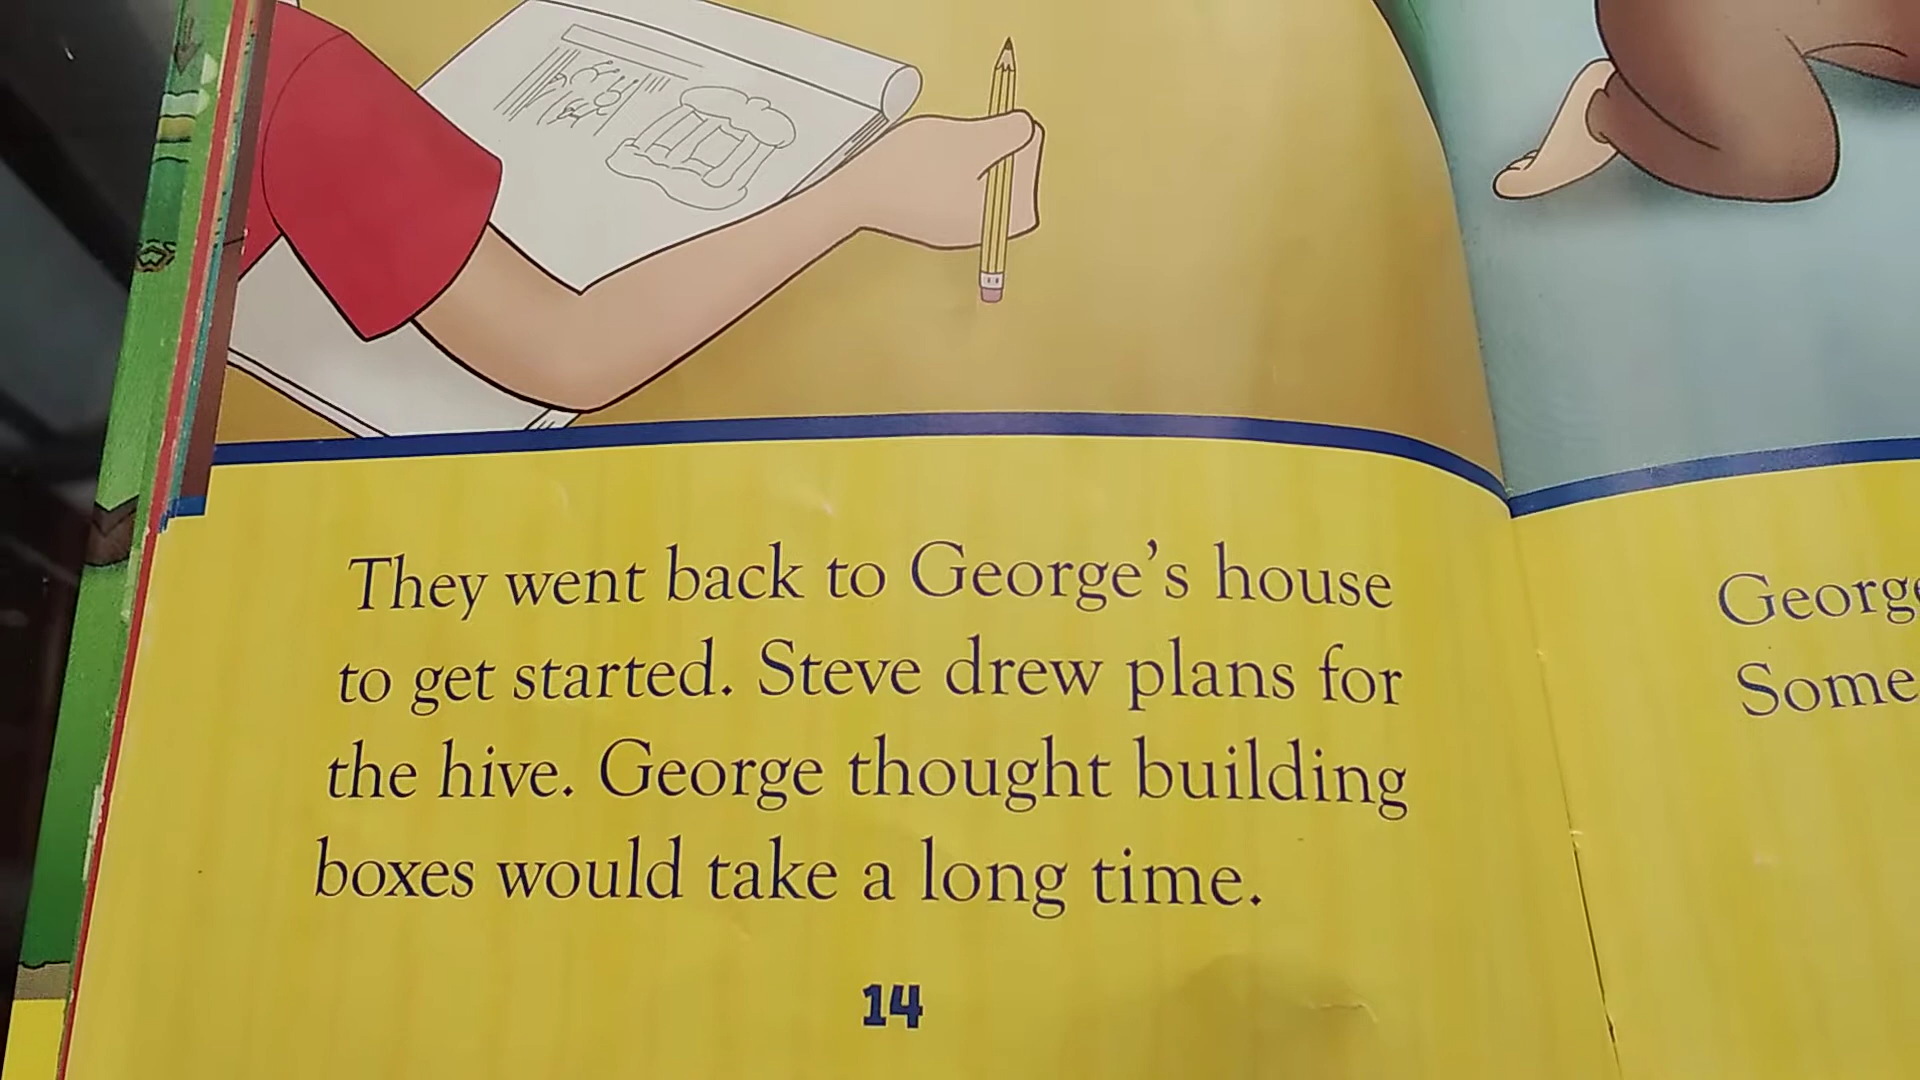 They went back to George's house
to get started. Steve drew plans for
the hive. George thought building
boxes would take a long time.
14
Some